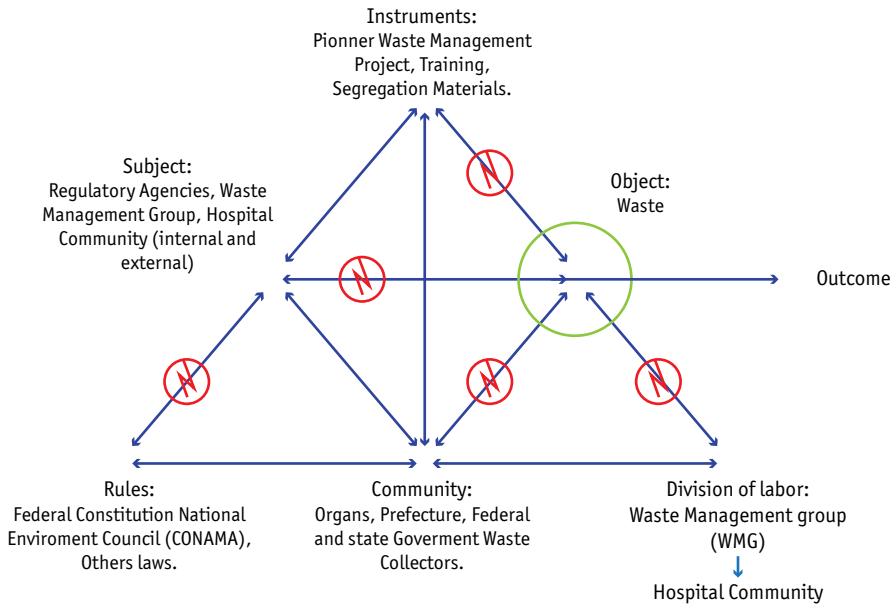 Instruments:
Pionner Waste Management
Project, Training,
Segregation Materials.
Subject:
Regulatory Agencies, Waste
Management Group, Hospital
Community (internal and
external)
Object:
Waste
Outcome
Rules:
Federal Constitution National
Enviroment Council (CONAMA),
Others laws.
Community:
Organs, Prefecture, Federal
and state Goverment Waste
Collectors.
Division of labor:
Waste Management group
(WMG)
Hospital Community